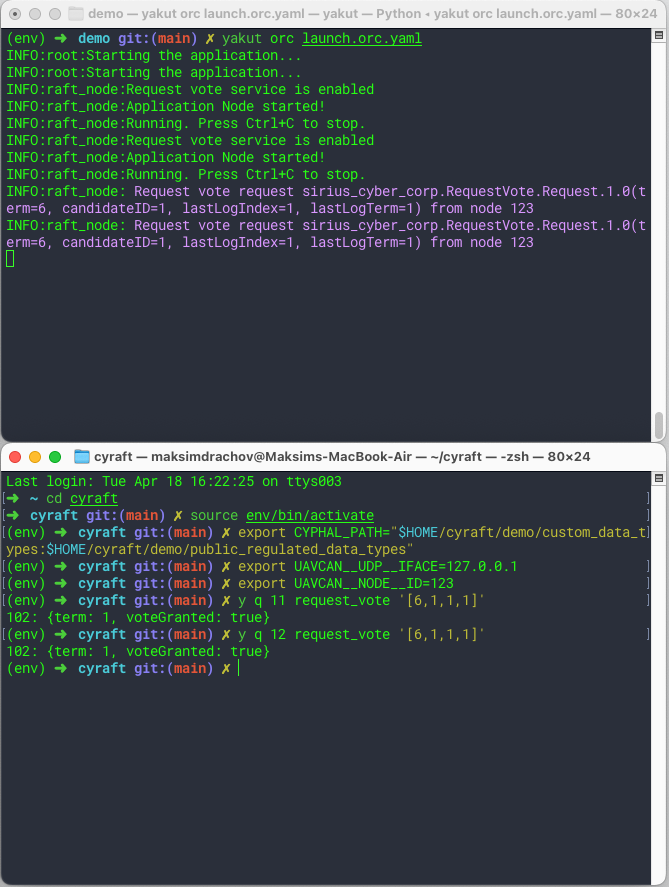 demo — yakut orc launch.orc.yaml — yakut — Python ◂ yakut orc launch.orc.yaml — 80×24
(env) ➜ demo git:(main) ✗ yakut orc launch.orc.yaml
INFO:root:Starting the application...
INFO:root:Starting the application...
INFO:raft_node:Request vote service is enabled
INFO:raft_node:Application Node started!
INFO:raft_node:Running. Press Ctrl+C to stop.
INFO:raft_node:Request vote service is enabled
INFO:raft_node:Application Node started!
INFO:raft_node:Running. Press Ctrl+C to stop.
INFO:raft_node: Request vote request sirius_cyber_corp.RequestVote.Request.1.0(t
erm=6, candidateID=1, lastLogIndex=1, lastLogTerm=1) from node 123
INFO:raft_node: Request vote request sirius_cyber_corp.RequestVote.Request.1.0(t
erm=6, candidateID=1, lastLogIndex=1, lastLogTerm=1) from node 123
cyraft — maksimdrachov@Maksims-MacBook-Air — ~/cyraft — -zsh — 80×24
Last login: Tue Apr 18 16:22:25 on ttys003
[➜ ~ cd cyraft ]
[➜ cyraft git:(main) ✗ source env/bin/activate ]
[(env) ➜ cyraft git:(main) ✗ export CYPHAL_PATH="$HOME/cyraft/demo/custom_data_t]
ypes:$HOME/cyraft/demo/public_regulated_data_types"
[(env) ➜ cyraft git:(main) ✗ export UAVCAN__UDP__IFACE=127.0.0.1 ]
[(env) ➜ cyraft git:(main) ✗ export UAVCAN__NODE__ID=123 ]
[(env) ➜ cyraft git:(main) ✗ y q 11 request_vote '[6,1,1,1]' ]
102: {term: 1, voteGranted: true}
[(env) ➜ cyraft git:(main) ✗ y q 12 request_vote '[6,1,1,1]' ]
102: {term: 1, voteGranted: true}
(env) ➜ cyraft git:(main) ✗